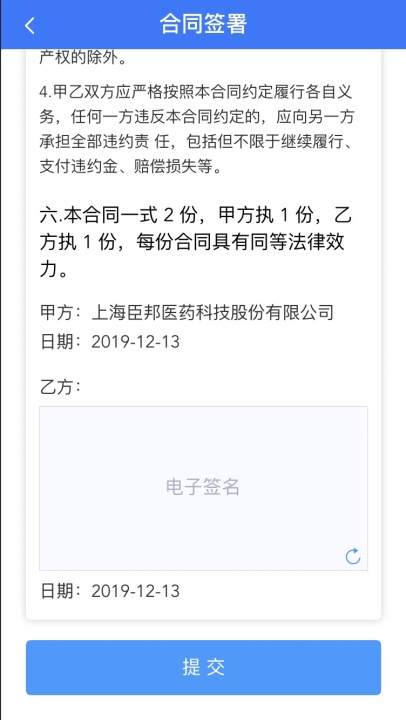 合同签署
产权的除外。
4.甲乙双方应严格按照本合同约定履行各自义
务，任何一方违反本合同约定的，应向另一方
承担全部违约责 任，包括但不限于继续履行、
支付违约金、赔偿损失等。
六.本合同一式 2 份，甲方执 1 份，乙
方执 1 份，每份合同具有同等法律效
力。
甲方：上海臣邦医药科技股份有限公司
日期：2019-12-13
乙方：
电子签名
日期：2019-12-13
提 交